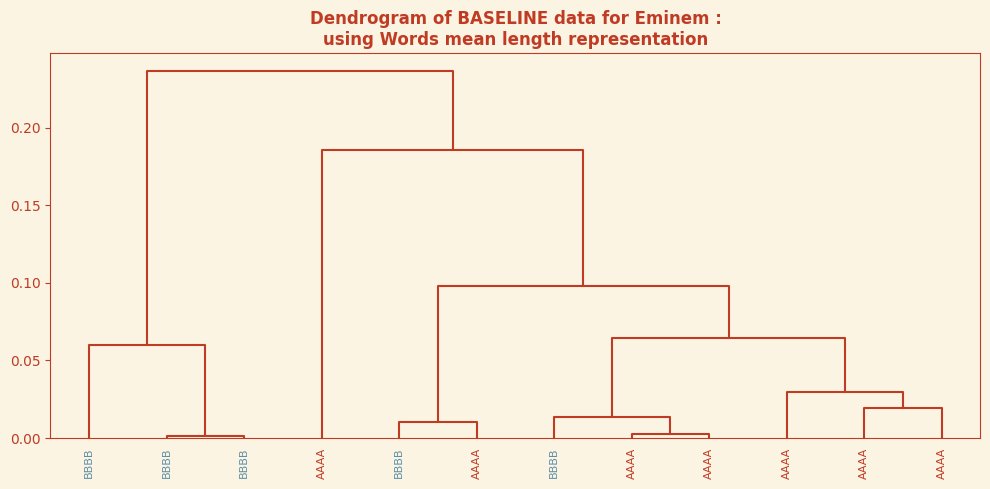 Dendrogram of BASELINE data for Eminem :
using Words mean length representation
0.20
0.15
0.10
0.05
0.00
BBBB BBBB BBBB AAAA BBBB AAAA BBBB AAAA AAAA AAAA AAAA AAAA